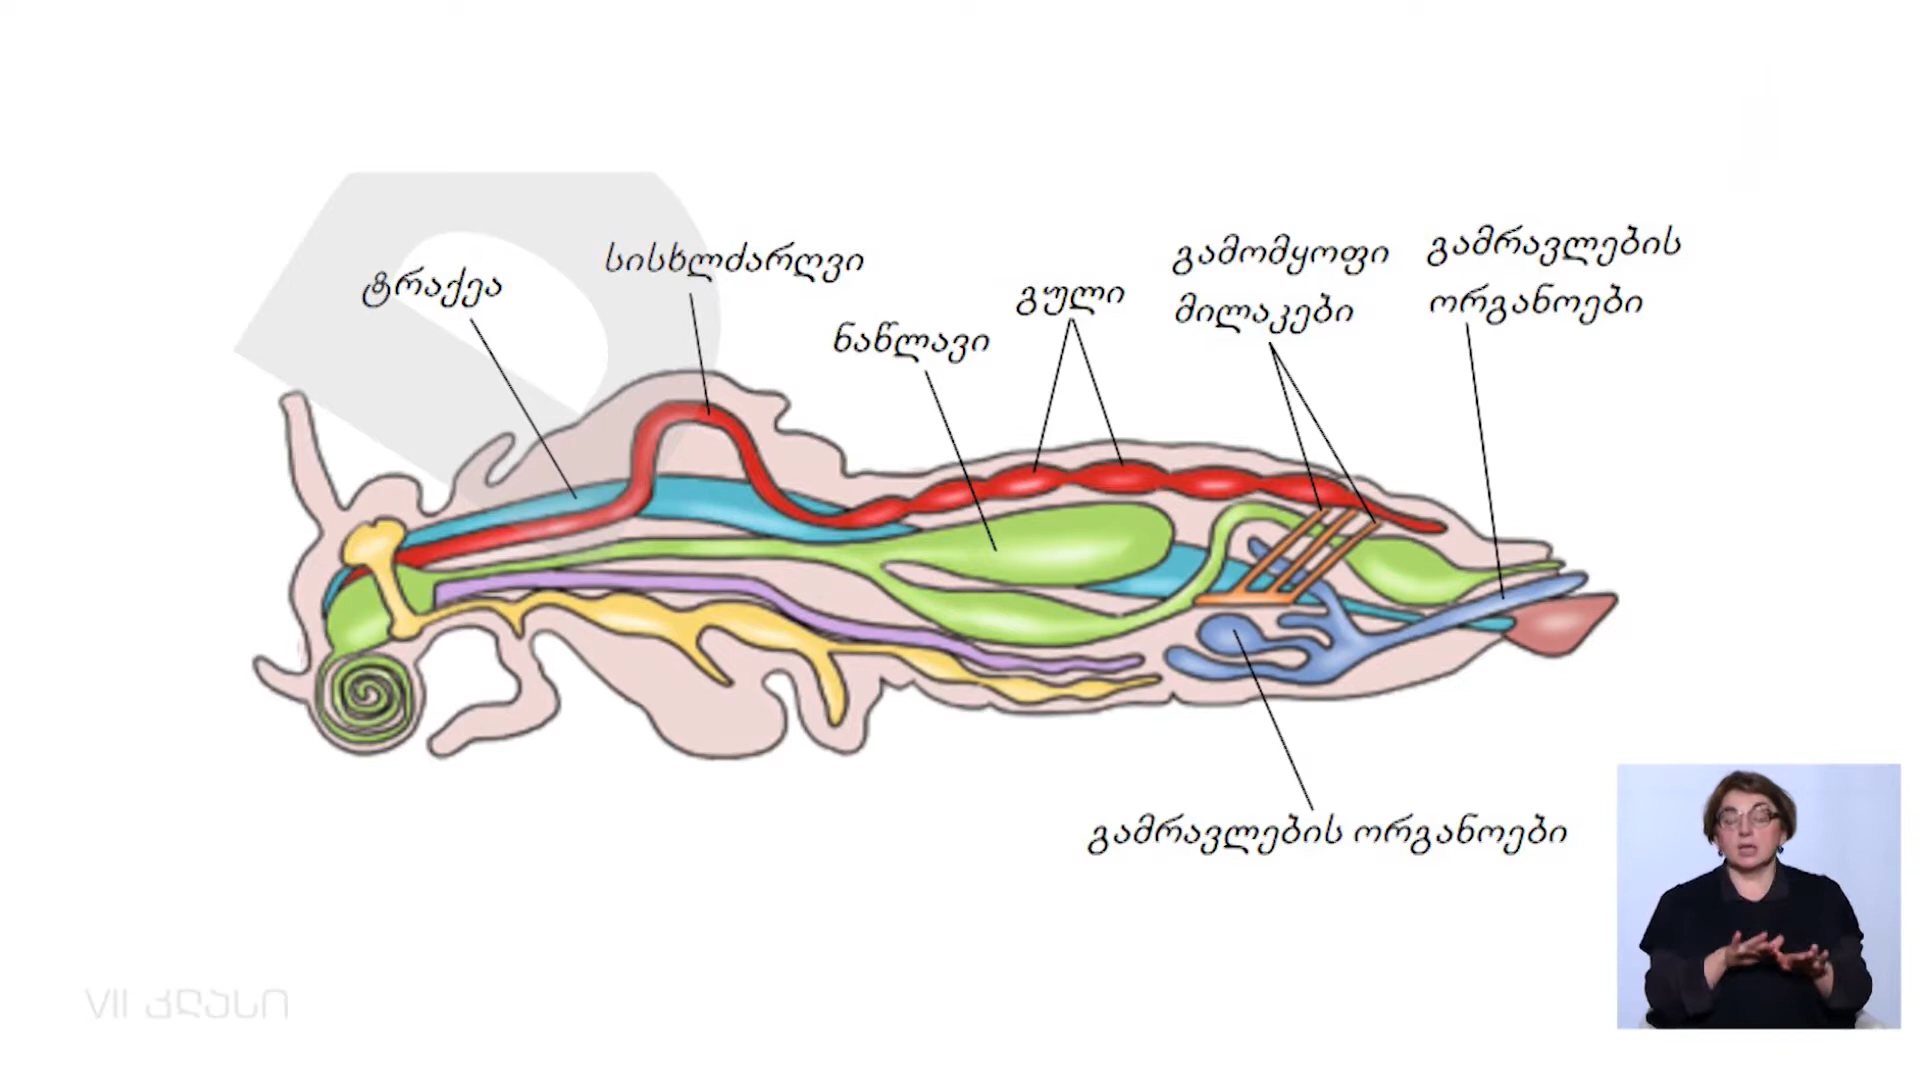 ტრაქეა
სისხლძარღვი
ნაწლავი
გული
გამომყოფი
მილაკები
გამრავლების
ორგანოები
გამრავლების ორგანოები
VII კლასი